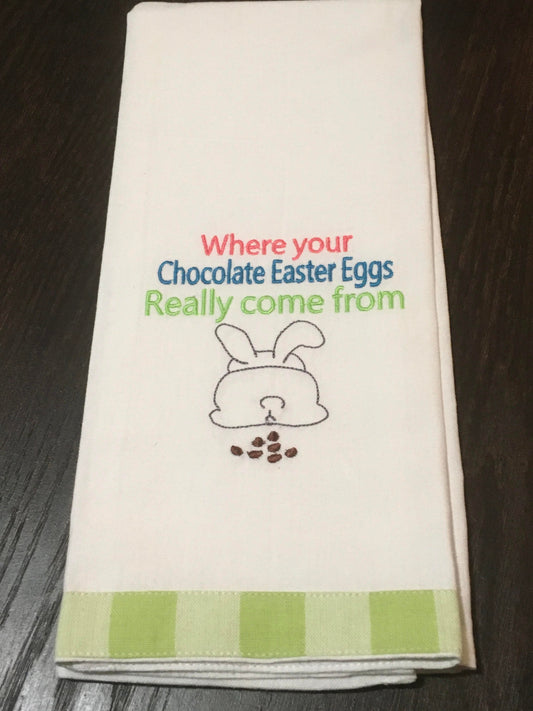 Where your
Chocolate Easter Eggs
Really come from